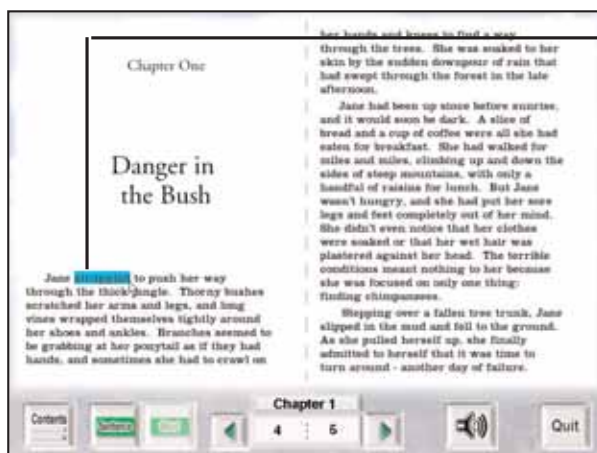 Chapter One
Danger in
the Bush
Jane struggled to push her way
through the thick jungle. Thorny bushes
scratched her arms and legs, and long
vines wrapped themselves tightly around
her shoes and ankles. Branches seemed to
be grabbing at her ponytail as if they had
hands, and sometimes she had to crawl on
her hands and knees to find a way
through the trees. She was soaked to her
skin by the sudden downpour of rain that
had swept through the forest in the late
afternoon.
Jane had been up since before sunrise,
and it would soon be dark. A slice of
bread and a cup of coffee were all she had
eaten for breakfast. She had walked for
miles and miles, climbing up and down the
sides of steep mountains, with only a
handful of raisins for lunch. But Jane
wasn't hungry, and she had put her sore
legs and feet completely out of her mind.
She didn't even notice that her clothes
were soaked or that her wet hair was
plastered against her head. The terrible
conditions meant nothing to her because
she was focused on only one thing:
finding chimpanzees.
Stepping over a fallen tree trunk, Jane
slipped in the mud and fell to the ground.
As she pulled herself up, she finally
admitted to herself that it was time to
turn around - another day of failure.
Contents
Sentence
Chapter 1
4 5
Quit